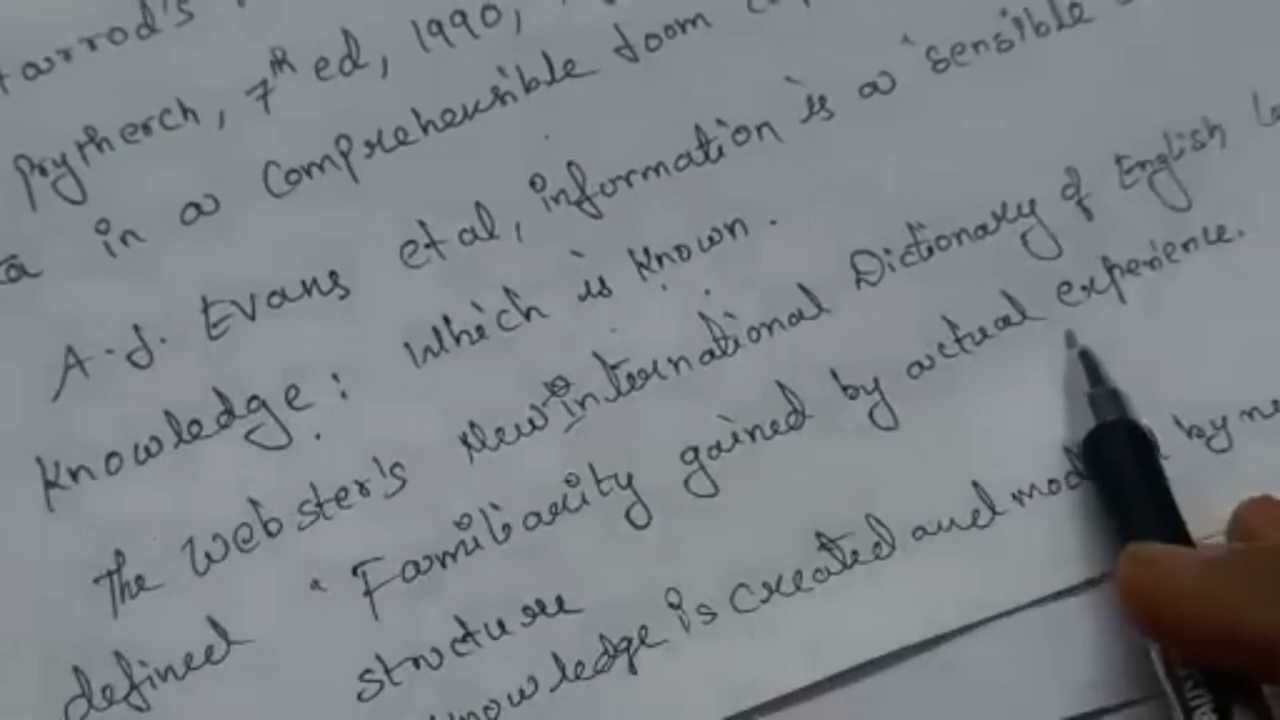 Harrod's
Prytherch, 7th ed, 1990,
in a comprehensible form
A.J. Evans et al, information is a "sensible
Knowledge: Which is known.
The Webster's New International Dictionary of English
defined "Familiarity gained by actual experience.
structure
knowledge is created and by